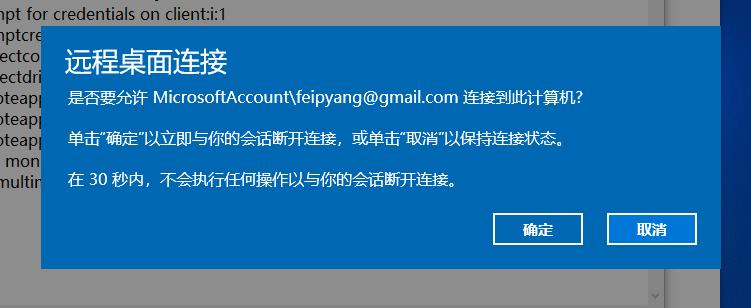 npt for credentials on client:i:1
mptcre
远程桌面连接
是否要允许 MicrosoftAccount\feipyang@gmail.com 连接到此计算机?
单击“确定”以立即与你的会话断开连接，或单击“取消”以保持连接状态。
在 30 秒内，不会执行任何操作以与你的会话断开连接。
确定
取消
ectco
ectdri
oteapp
oteapp
oteapp
mon
multin